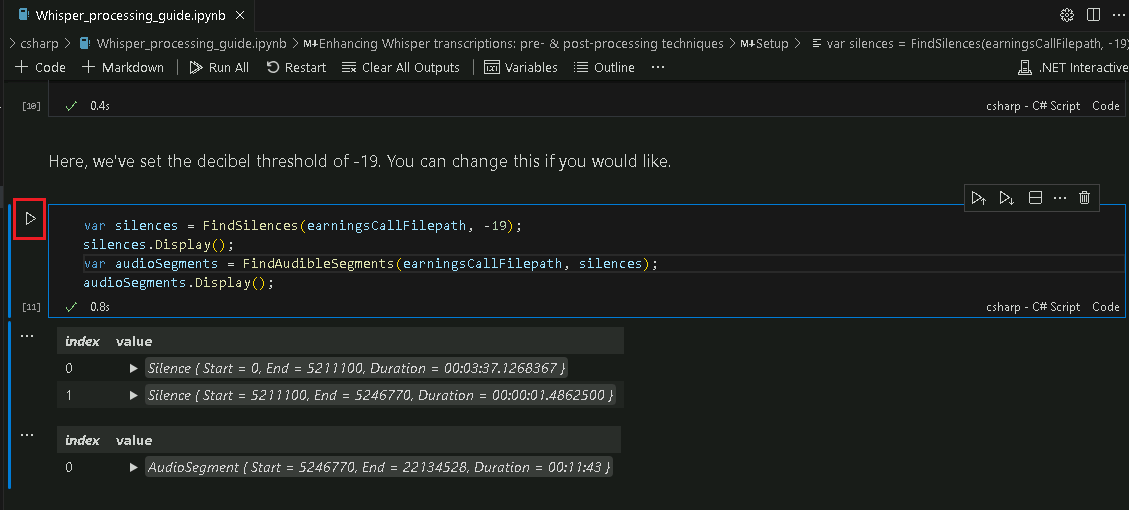 Whisper_processing_guide.ipynb
csharp > Whisper_processing_guide.ipynb > M↓Enhancing Whisper transcriptions: pre- & post-processing techniques > M↓Setup > var silences = FindSilences(earningsCallFilepath, -19)
+ Code + Markdown | Run All Restart Clear All Outputs | Variables Outline ... .NET Interactive
[10] 0.4s csharp - C# Script Code
Here, we've set the decibel threshold of -19. You can change this if you would like.
var silences = FindSilences(earningsCallFilepath, -19);
silences.Display();
var audioSegments = FindAudibleSegments(earningsCallFilepath, silences);
audioSegments.Display();
[11] 0.8s csharp - C# Script Code
index value
0 Silence { Start = 0, End = 5211100, Duration = 00:03:37.1268367 }
1 Silence { Start = 5211100, End = 5246770, Duration = 00:00:01.4862500 }
index value
0 AudioSegment { Start = 5246770, End = 22134528, Duration = 00:11:43 }